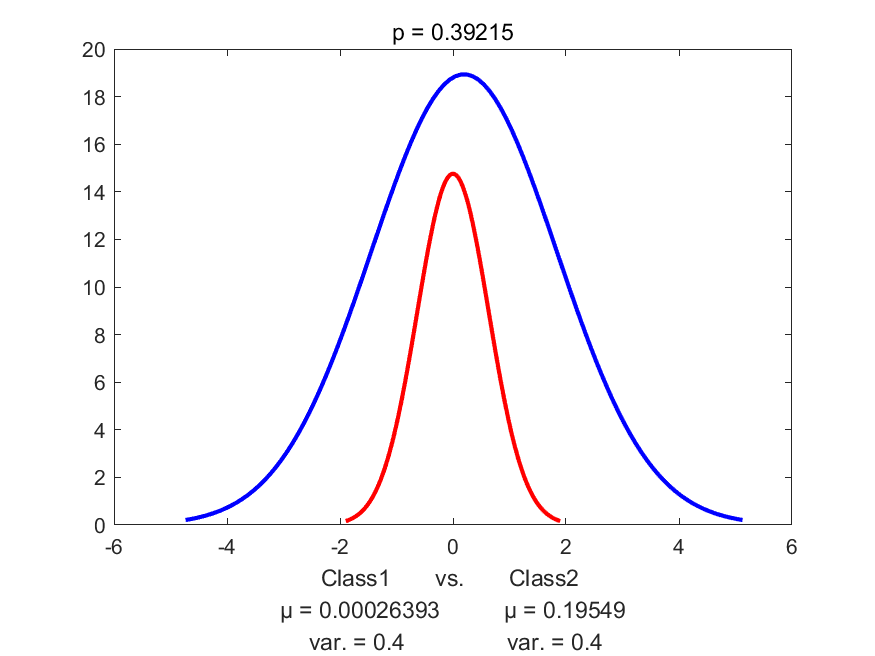 p = 0.39215
20
18
16
14
12
10
8
6
4
2
0
-6 -4 -2 0 2 4 6
Class1 vs. Class2
μ = 0.00026393 μ = 0.19549
var. = 0.4 var. = 0.4